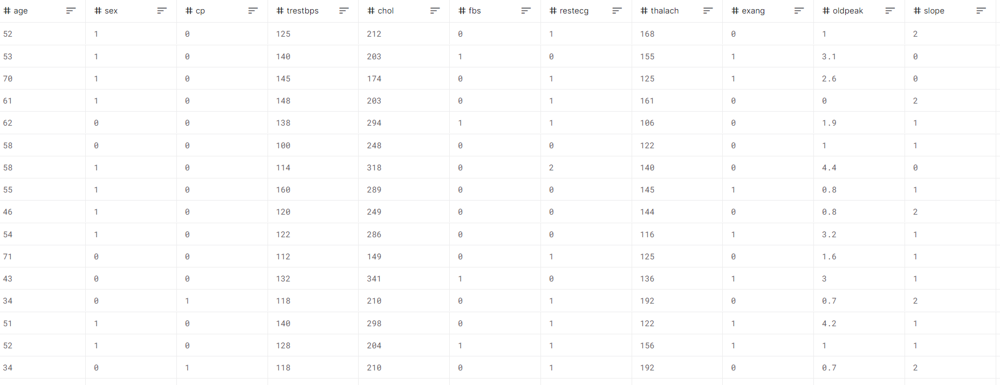 # age # sex # cp # trestbps # chol # fbs # restecg # thalach # exang # oldpeak # slope
52 1 0 125 212 0 1 168 0 1 2
53 1 0 140 203 1 0 155 1 3.1 0
70 1 0 145 174 0 1 125 1 2.6 0
61 1 0 148 203 0 1 161 0 0 2
62 0 0 138 294 1 1 106 0 1.9 1
58 0 0 100 248 0 0 122 0 1 1
58 1 0 114 318 0 2 140 0 4.4 0
55 1 0 160 289 0 0 145 1 0.8 1
46 1 0 120 249 0 0 144 0 0.8 2
54 1 0 122 286 0 0 116 1 3.2 1
71 0 0 112 149 0 1 125 0 1.6 1
43 0 0 132 341 1 0 136 1 3 1
34 0 1 118 210 0 1 192 0 0.7 2
51 1 0 140 298 0 1 122 1 4.2 1
52 1 0 128 204 1 1 156 1 1 1
34 0 1 118 210 0 1 192 0 0.7 2